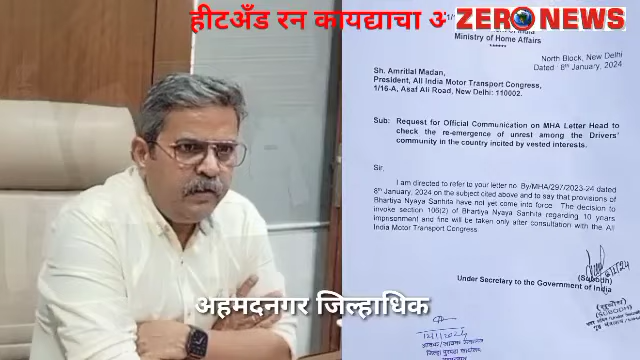 हीटअँड रन कायद्याचा अ
ZERO NEWS
Ministry of Home Affairs
North Block, New Delhi
Dated : 8th January, 2024
Sh. Amritlal Madan,
President, All India Motor Transport Congress,
1/16-A, Asaf Ali Road, New Delhi: 110002.
Sub: Request for Official Communication on MHA Letter Head to
check the re-emergence of unrest among the Drivers'
community in the country incited by vested interests.
Sir,
I am directed to refer to your letter no. By/MHA/297/2023-24 dated
8th January, 2024 on the subject cited above and to say that provisions of
Bhartiya Nyaya Sanhita have not yet come into force. The decision to
invoke section 106(2) of Bhartiya Nyaya Sanhita regarding 10 years
imprisonment and fine will be taken only after consultation with the All
India Motor Transport Congress
(Subodh)
Under Secretary to the Government of India
(सुबोध)
(SUBODH)
अहमदनगर जिल्हाधिक